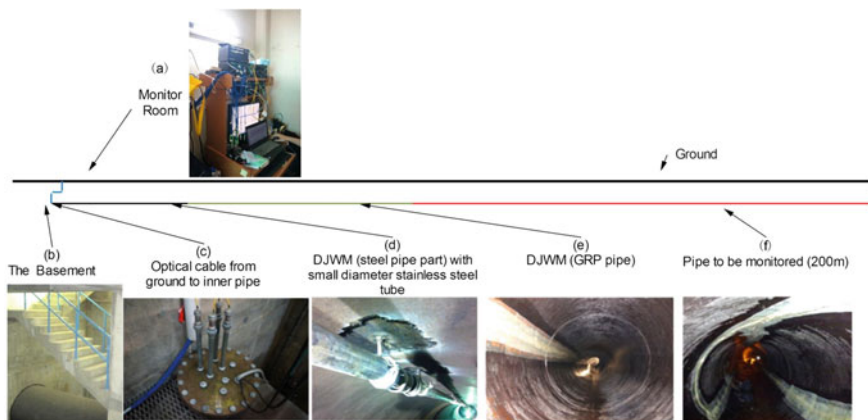 (a)
Monitor
Room
Ground
(b)
The Basement
(c)
Optical cable from
ground to inner pipe
(d)
DJWM (steel pipe part) with
small diameter stainless steel
tube
(e)
DJWM (GRP pipe)
(f)
Pipe to be monitored (200m)